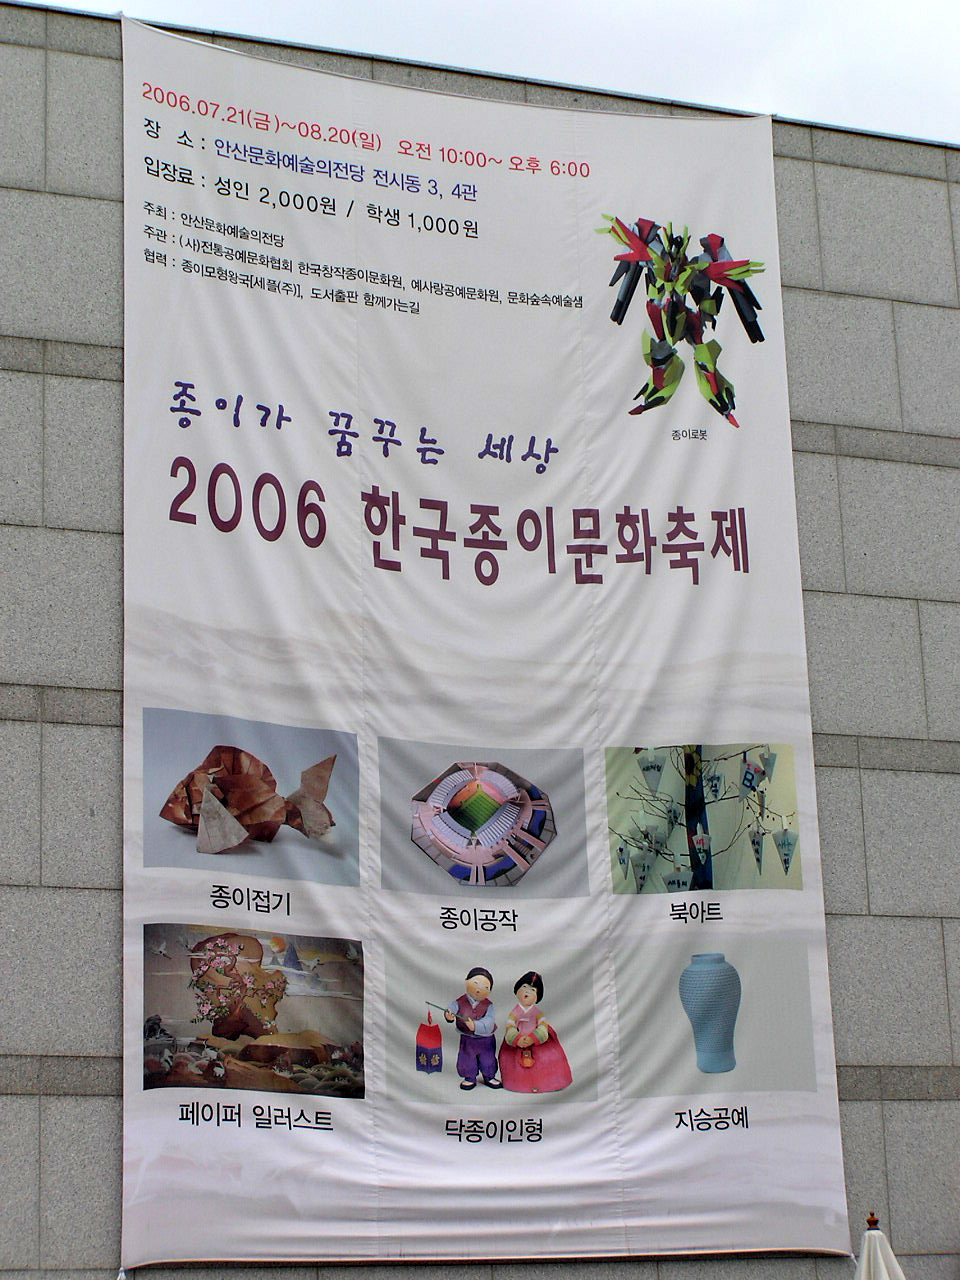 2006.07.21(금)~08.20(일) 오전 10:00~ 오후 6:00
장 소 : 안산문화예술의전당 전시동 3, 4관
입장료 : 성인 2,000원 / 학생 1,000원
주최 : 안산문화예술의전당
주관 : (사)전통공예문화협회 한국창작종이문화원, 예사랑공예문화원, 문화숲속예술샘
협력 : 종이모형왕국[세플(주)], 도서출판 함께가는길
종이로봇
종이가 꿈꾸는 세상
2006 한국종이문화축제
종이접기
종이공작
북아트
페이퍼 일러스트
닥종이인형
지승공예